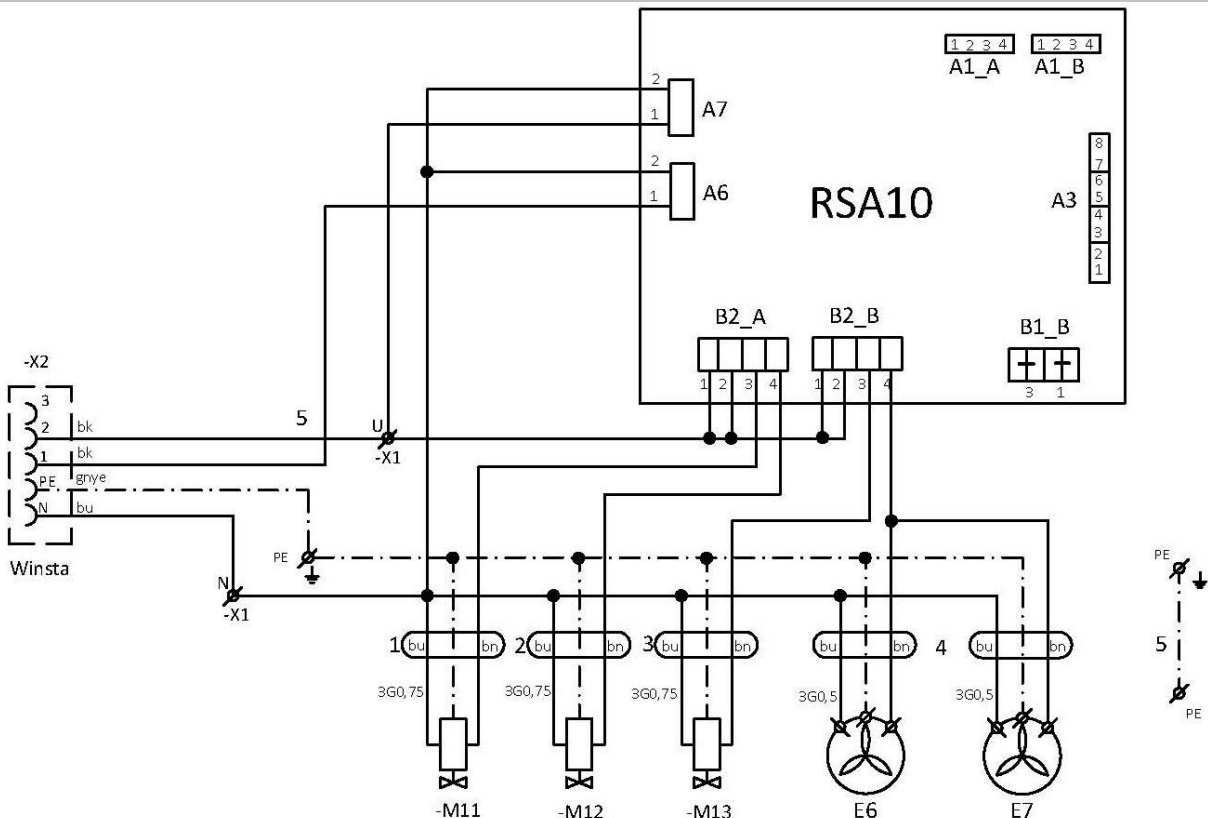 1 2 3 4
1 2 3 4
A1_A
A1_B
2
A7
1
2
A6
1
RSA10
A3
8
7
6
5
4
3
2
1
B2_A
B2_B
B1_B
1 2 3 4
1 2 3 4
3 1
-X2
3
2
bk
5
U
-X1
1
bk
PE
gnye
N
bu
Winsta
PE
N
-X1
1
bu
bn
2
bu
bn
3
bu
bn
bu
bn
4
bu
bn
3G0,75
3G0,75
3G0,75
3G0,5
3G0,5
-M11
-M12
-M13
E6
E7
PE
5
PE